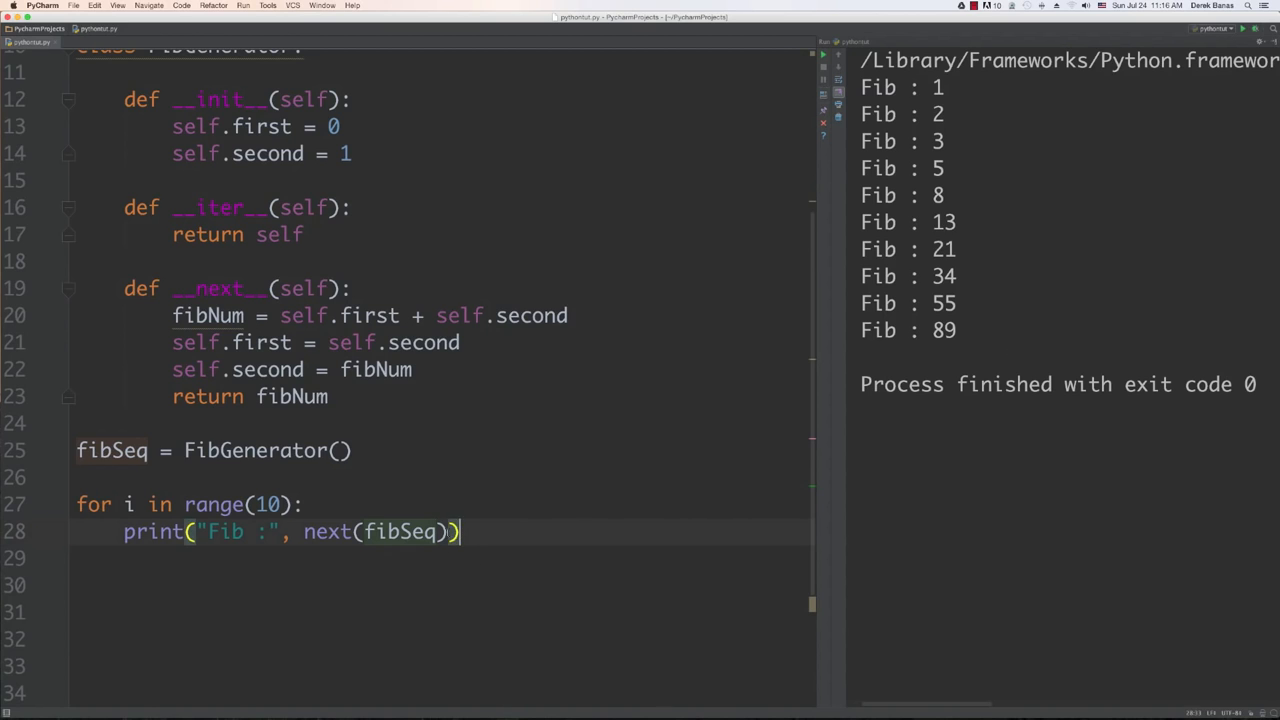 PyCharm File Edit View Navigate Code Refactor Run Tools VCS Window Help 10 Sun Jul 24 11:16 AM Derek Banas
pythontut.py - PycharmProjects - [~/PycharmProjects]
PycharmProjects pythontut.py pythontut
pythontut.py Run: pythontut
11
12 def __init__(self):
13 self.first = 0
14 self.second = 1
15
16 def __iter__(self):
17 return self
18
19 def __next__(self):
20 fibNum = self.first + self.second
21 self.first = self.second
22 self.second = fibNum
23 return fibNum
24
25 fibSeq = FibGenerator()
26
27 for i in range(10):
28 print("Fib :", next(fibSeq))
29
30
31
32
33
34
/Library/Frameworks/Python.framewor
Fib : 1
Fib : 2
Fib : 3
Fib : 5
Fib : 8
Fib : 13
Fib : 21
Fib : 34
Fib : 55
Fib : 89
Process finished with exit code 0
28:33 LF÷ UTF-8÷